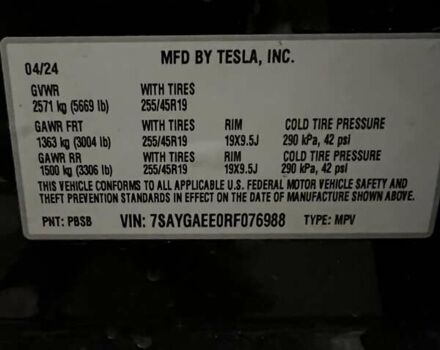 MFD BY TESLA, INC.
04/24
GVWR WITH TIRES
2571 kg (5669 lb) 255/45R19
GAWR FRT WITH TIRES RIM COLD TIRE PRESSURE
1363 kg (3004 lb) 255/45R19 19X9.5J 290 kPa, 42 psi
GAWR RR WITH TIRES RIM COLD TIRE PRESSURE
1500 kg (3306 lb) 255/45R19 19X9.5J 290 kPa, 42 psi
THIS VEHICLE CONFORMS TO ALL APPLICABLE U.S. FEDERAL MOTOR VEHICLE SAFETY AND
THEFT PREVENTION STANDARDS IN EFFECT ON THE DATE OF MANUFACTURE SHOWN ABOVE.
PNT: PBSB VIN: 7SAYGAEE0RF076988 TYPE: MPV